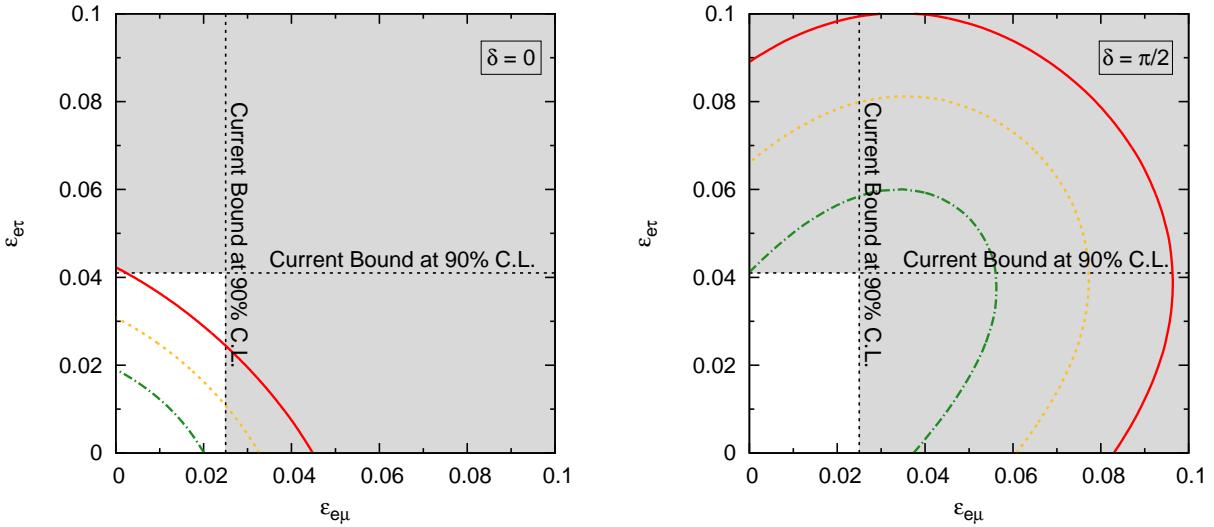 0.1
0.08
0.06
0.04
0.02
0
ε_eτ
δ = 0
Current Bound at 90% C.L.
Current Bound at 90% C.L.
0 0.02 0.04 0.06 0.08 0.1
ε_eμ
0.1
0.08
0.06
0.04
0.02
0
ε_eτ
δ = π/2
Current Bound at 90% C.L.
Current Bound at 90% C.L.
0 0.02 0.04 0.06 0.08 0.1
ε_eμ